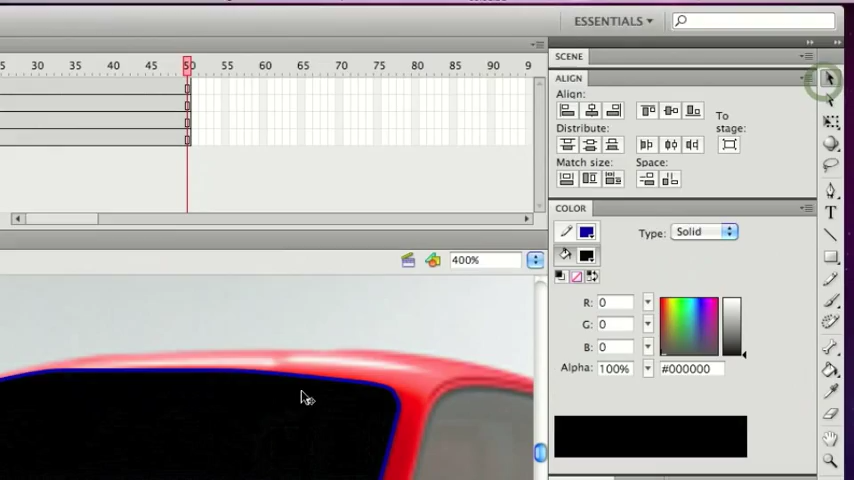 ESSENTIALS
SCENE
5 30 35 40 45 50 55 60 65 70 75 80 85 90 9
ALIGN
Align:
To
stage:
Distribute:
Match size: Space:
COLOR
Type: Solid
400%
R: 0
G: 0
B: 0
Alpha: 100% #000000
T